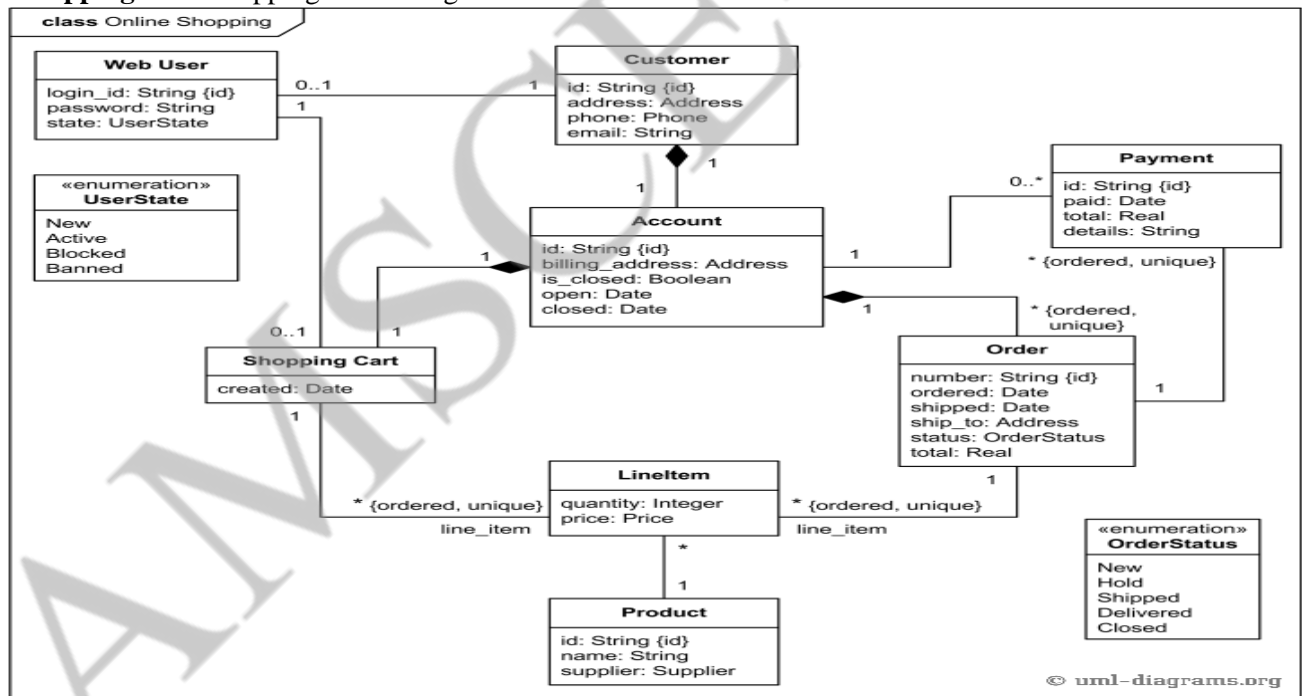 class Online Shopping
Web User
login_id: String {id}
password: String
state: UserState
0..1
1
1
Customer
id: String {id}
address: Address
phone: Phone
email: String
«enumeration»
UserState
New
Active
Blocked
Banned
1
1
Payment
id: String {id}
paid: Date
total: Real
details: String
0..*
1
* {ordered, unique}
Account
id: String {id}
billing_address: Address
is_closed: Boolean
open: Date
closed: Date
1
1
0..1
1
* {ordered,
unique}
Shopping Cart
created: Date
1
Order
number: String {id}
ordered: Date
shipped: Date
ship_to: Address
status: OrderStatus
total: Real
1
1
LineItem
quantity: Integer
price: Price
* {ordered, unique}
line_item
* {ordered, unique}
line_item
*
1
Product
id: String {id}
name: String
supplier: Supplier
«enumeration»
OrderStatus
New
Hold
Shipped
Delivered
Closed
© uml-diagrams.org
AMSCE